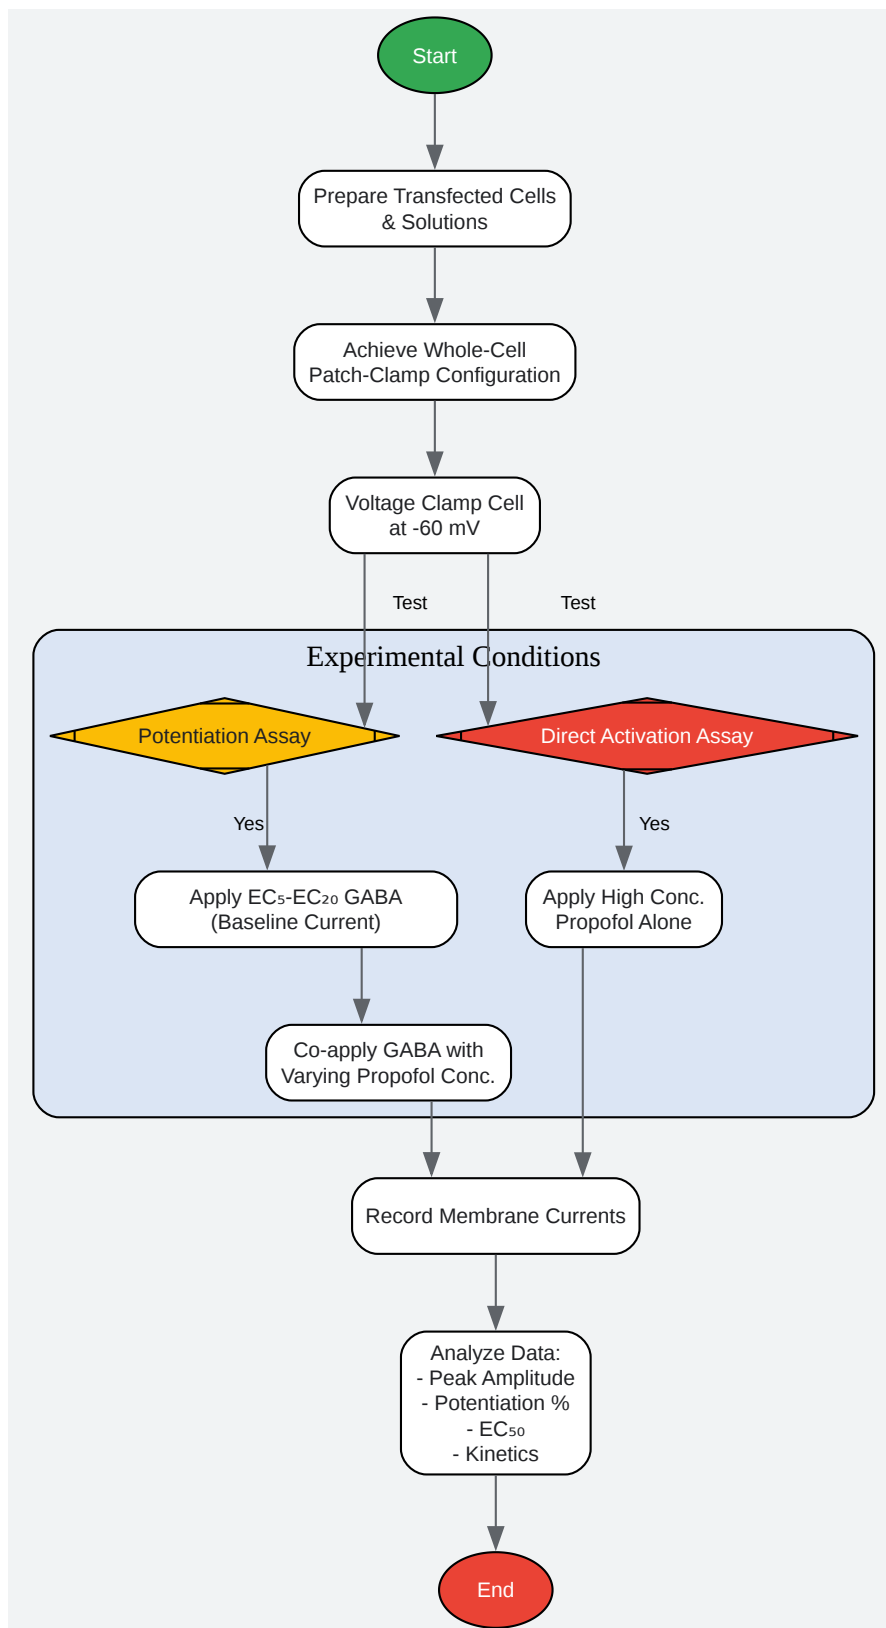 Start
Prepare Transfected Cells
& Solutions
Achieve Whole-Cell
Patch-Clamp Configuration
Voltage Clamp Cell
at -60 mV
Test
Test
Experimental Conditions
Potentiation Assay
Direct Activation Assay
Yes
Yes
Apply EC₅-EC₂₀ GABA
(Baseline Current)
Apply High Conc.
Propofol Alone
Co-apply GABA with
Varying Propofol Conc.
Record Membrane Currents
Analyze Data:
- Peak Amplitude
- Potentiation %
- EC₅₀
- Kinetics
End